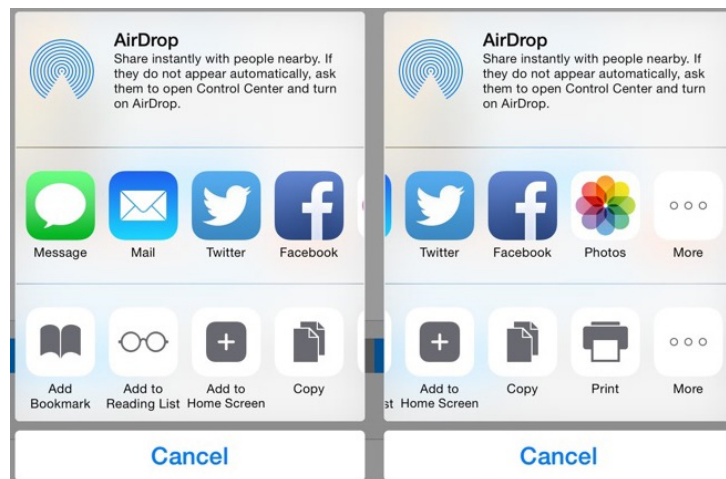 AirDrop
Share instantly with people nearby. If
they do not appear automatically, ask
them to open Control Center and turn
on AirDrop.
Message
Mail
Twitter
Facebook
Add
Bookmark
Add to
Reading List
Add to
Home Screen
Copy
Cancel
AirDrop
Share instantly with people nearby. If
they do not appear automatically, ask
them to open Control Center and turn
on AirDrop.
Twitter
Facebook
Photos
More
st
Add to
Home Screen
Copy
Print
More
Cancel